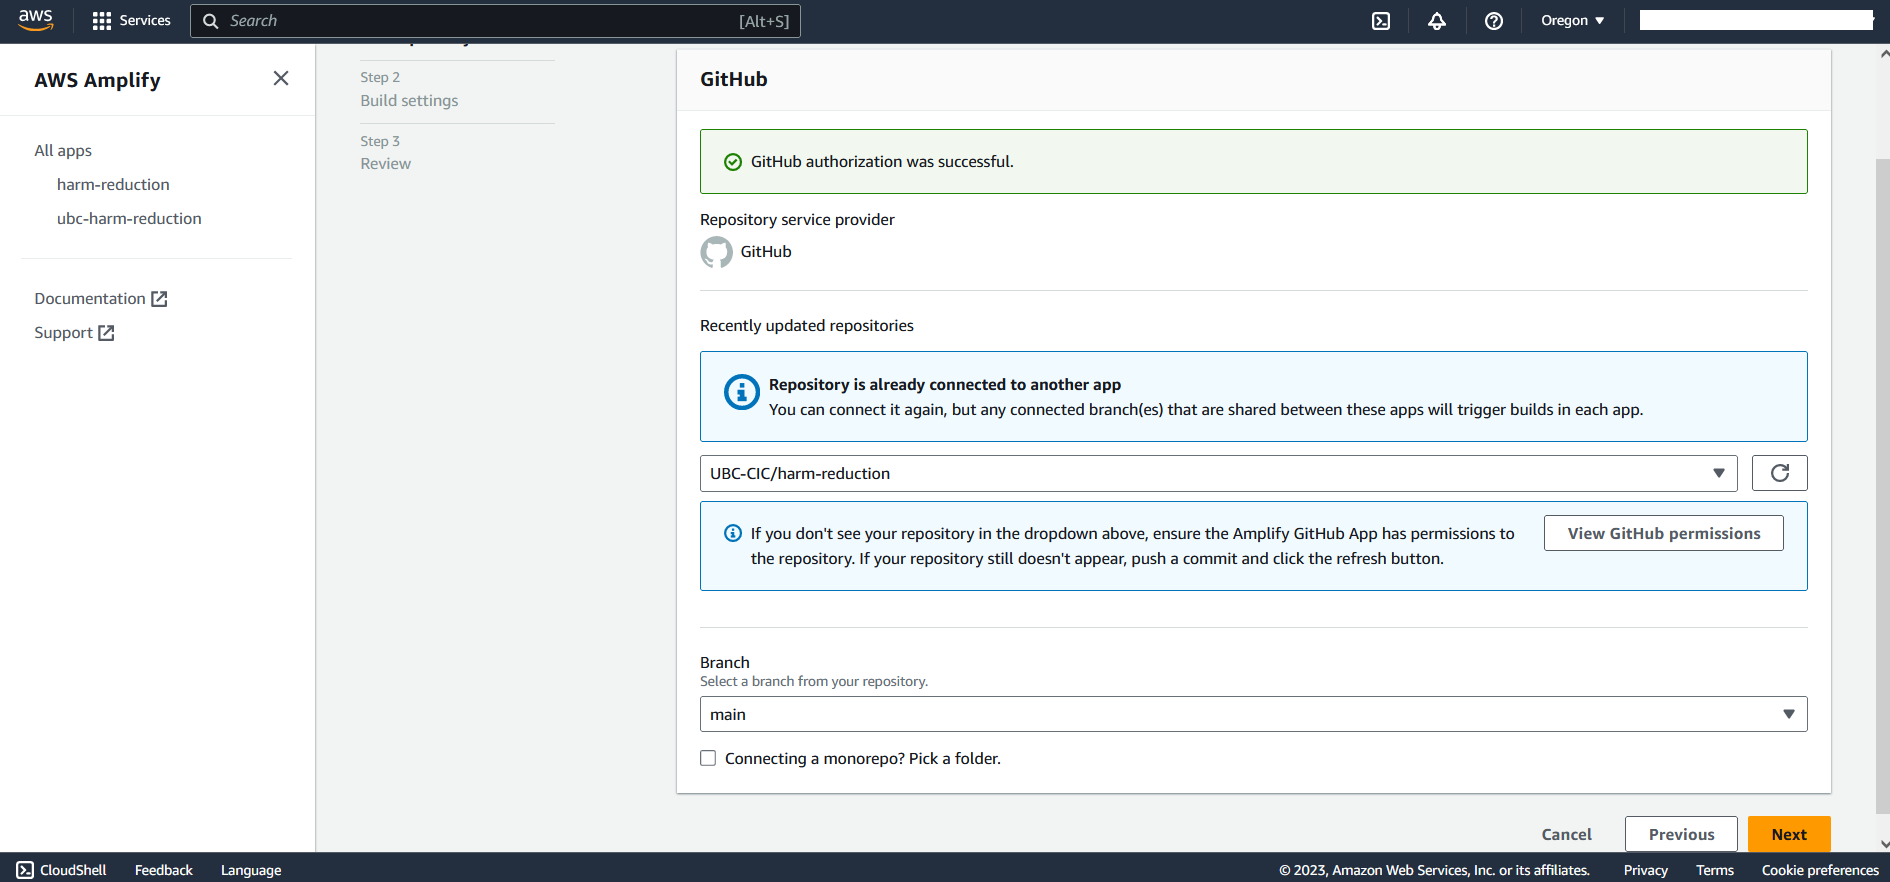 aws
Services
Search
[Alt+S]
Oregon
AWS Amplify
All apps
harm-reduction
ubc-harm-reduction
Documentation
Support
Step 2
Build settings
Step 3
Review
GitHub
GitHub authorization was successful.
Repository service provider
GitHub
Recently updated repositories
Repository is already connected to another app
You can connect it again, but any connected branch(es) that are shared between these apps will trigger builds in each app.
UBC-CIC/harm-reduction
If you don't see your repository in the dropdown above, ensure the Amplify GitHub App has permissions to
the repository. If your repository still doesn't appear, push a commit and click the refresh button.
View GitHub permissions
Branch
Select a branch from your repository.
main
Connecting a monorepo? Pick a folder.
Cancel
Previous
Next
CloudShell
Feedback
Language
© 2023, Amazon Web Services, Inc. or its affiliates.
Privacy
Terms
Cookie preferences